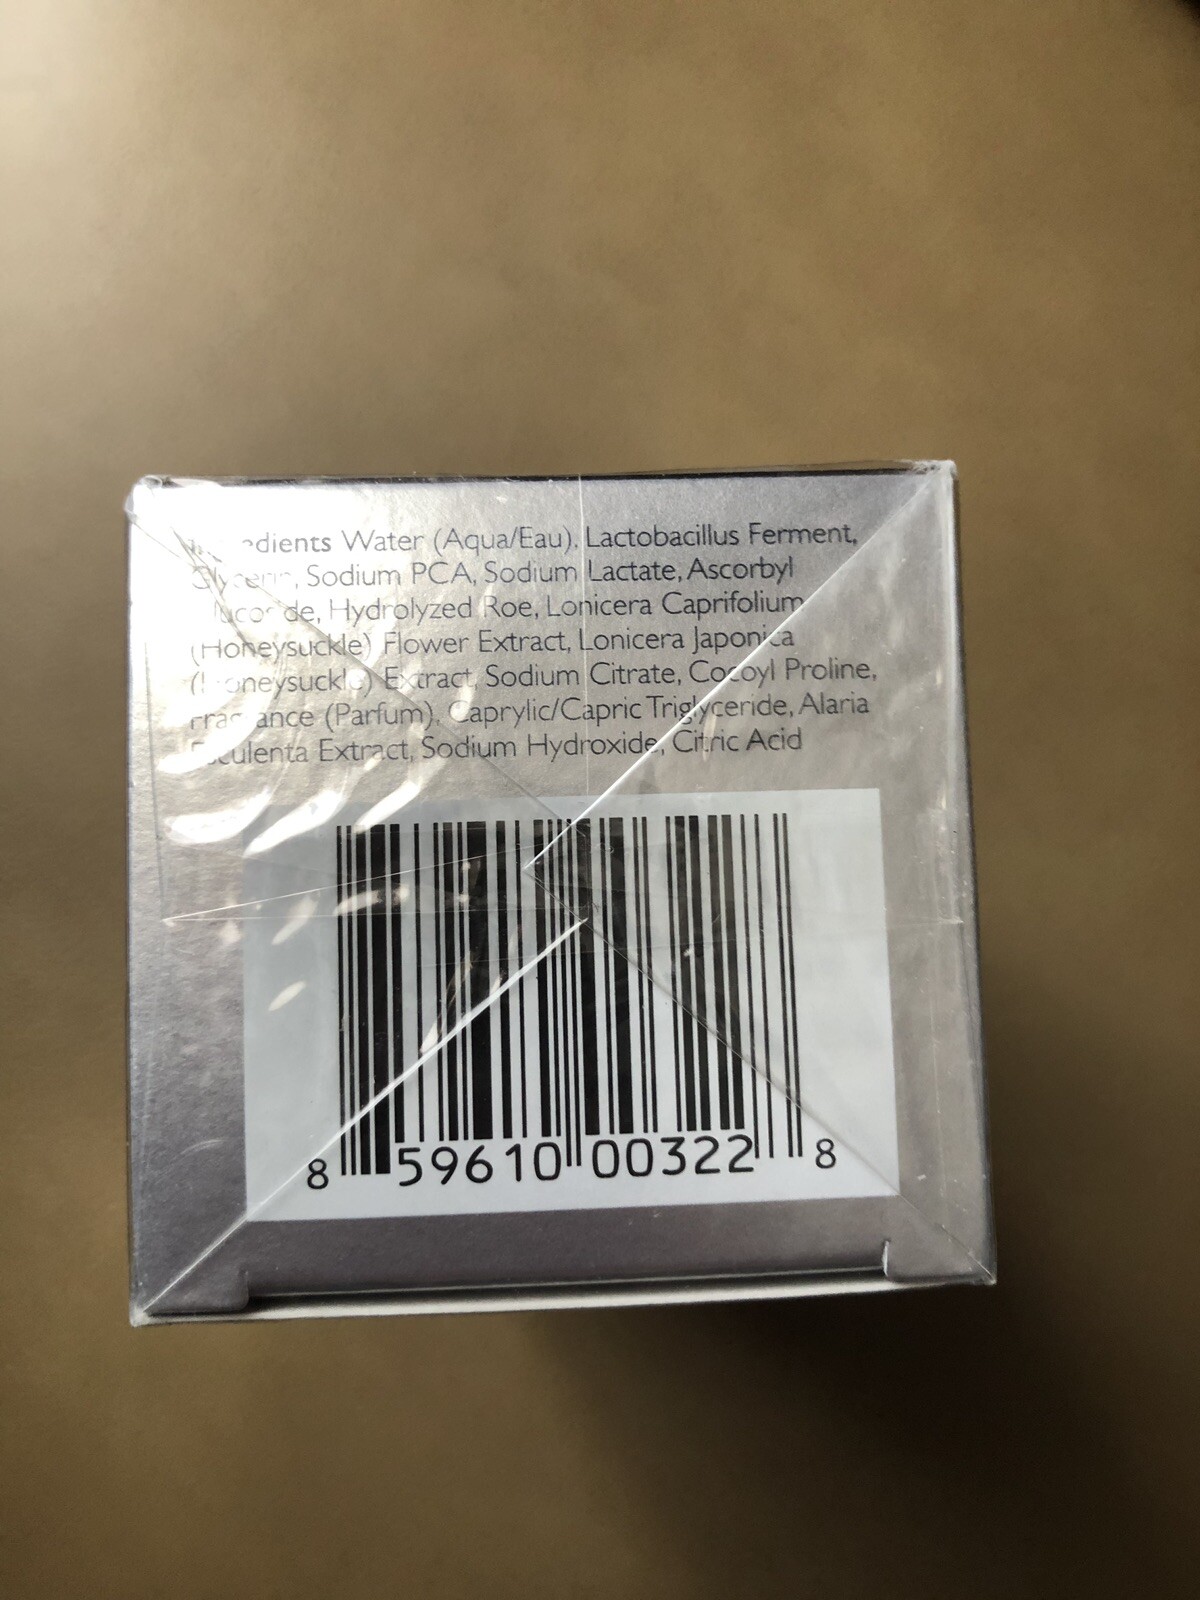 Ingredients Water (Aqua/Eau), Lactobacillus Ferment,
Glycerin, Sodium PCA, Sodium Lactate, Ascorbyl
Glucoside, Hydrolyzed Roe, Lonicera Caprifolium
(Honeysuckle) Flower Extract, Lonicera Japonica
(Honeysuckle) Extract, Sodium Citrate, Cocoyl Proline,
Fragrance (Parfum), Caprylic/Capric Triglyceride, Alaria
Esculenta Extract, Sodium Hydroxide, Citric Acid
8 59610 00322 8